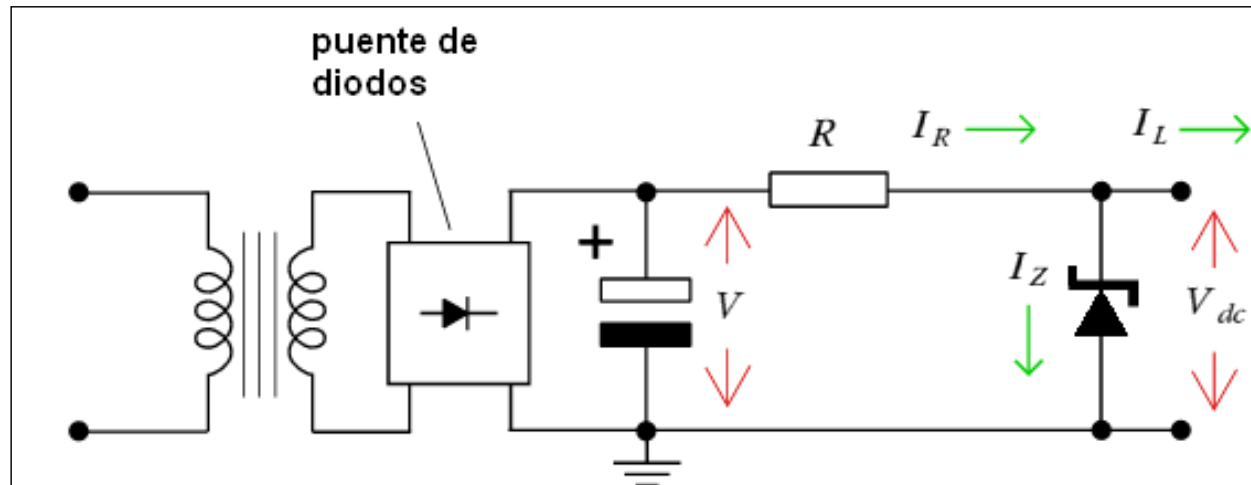 puente de
diodos
R
I_R
I_L
+
V
I_Z
V_dc